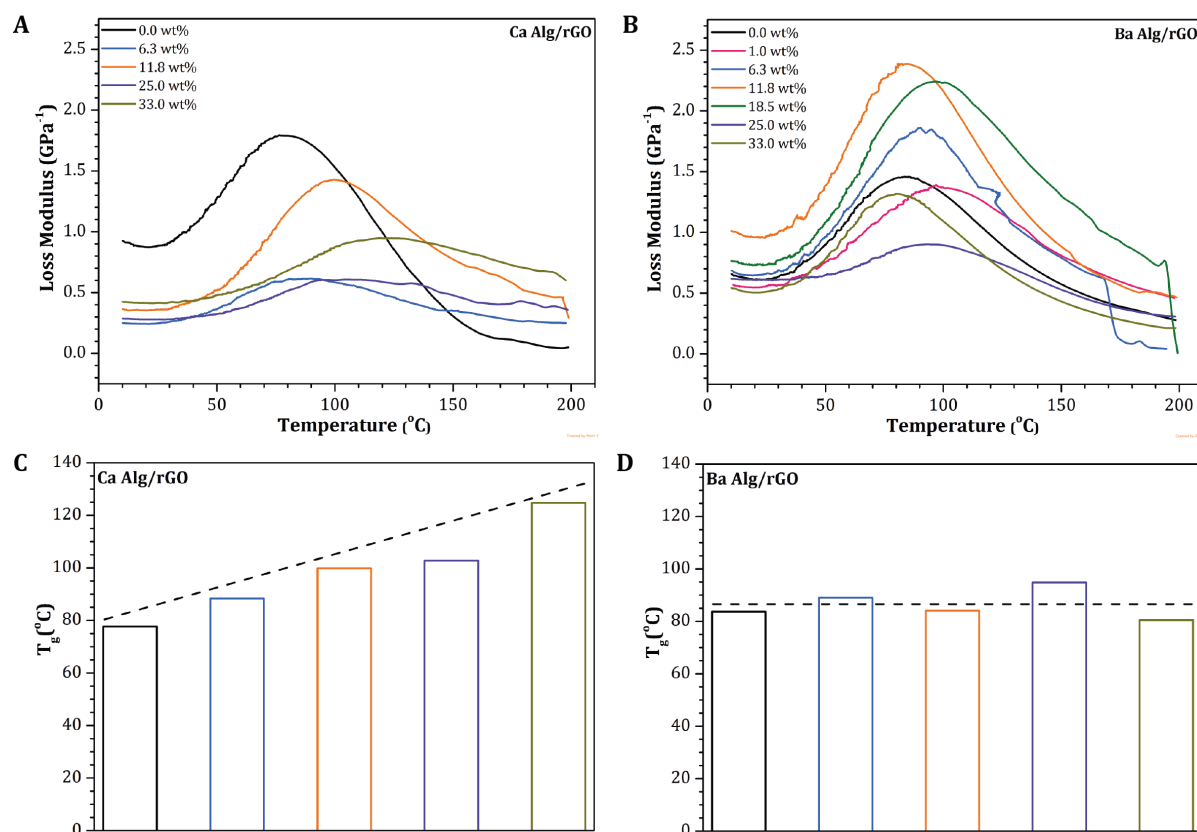 A
Ca Alg/rGO
0.0 wt%
6.3 wt%
11.8 wt%
25.0 wt%
33.0 wt%
2.5
2.0
1.5
1.0
0.5
0.0
Loss Modulus (GPa⁻¹)
0
50
100
150
200
Temperature (°C)
B
Ba Alg/rGO
0.0 wt%
1.0 wt%
6.3 wt%
11.8 wt%
18.5 wt%
25.0 wt%
33.0 wt%
2.5
2.0
1.5
1.0
0.5
0.0
Loss Modulus (GPa⁻¹)
0
50
100
150
200
Temperature (°C)
C
Ca Alg/rGO
140
120
100
80
60
40
20
0
Tg(°C)
D
Ba Alg/rGO
140
120
100
80
60
40
20
0
Tg(°C)